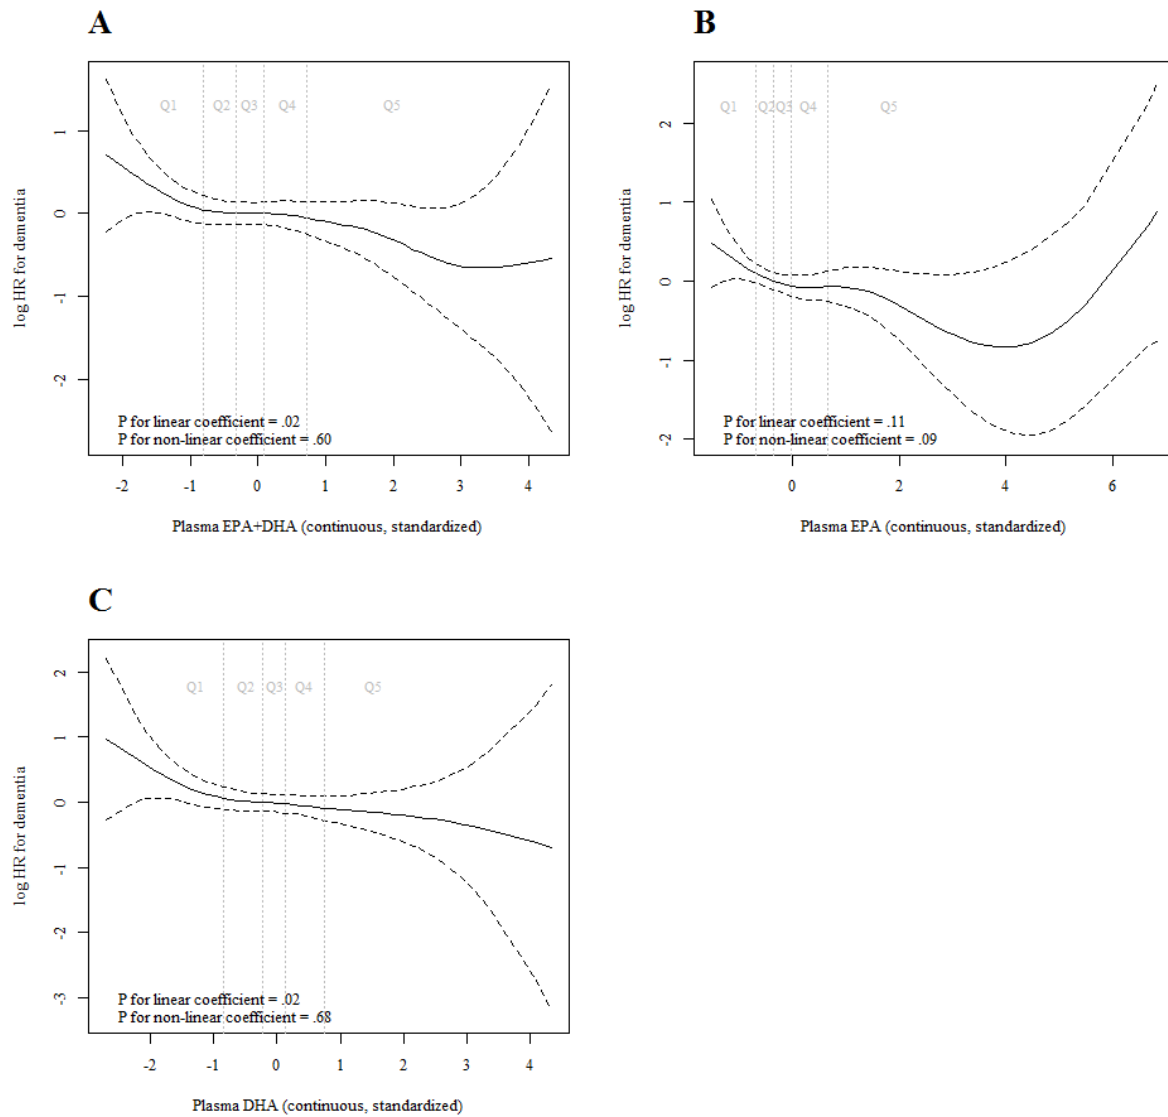 A
log HR for dementia
1
0
-1
-2
Q1 Q2 Q3 Q4 Q5
P for linear coefficient = .02
P for non-linear coefficient = .60
-2 -1 0 1 2 3 4
Plasma EPA+DHA (continuous, standardized)
B
log HR for dementia
2
1
0
-1
-2
Q1 Q2 Q3 Q4 Q5
P for linear coefficient = .11
P for non-linear coefficient = .09
0 2 4 6
Plasma EPA (continuous, standardized)
C
log HR for dementia
2
1
0
-1
-2
-3
Q1 Q2 Q3 Q4 Q5
P for linear coefficient = .02
P for non-linear coefficient = .68
-2 -1 0 1 2 3 4
Plasma DHA (continuous, standardized)